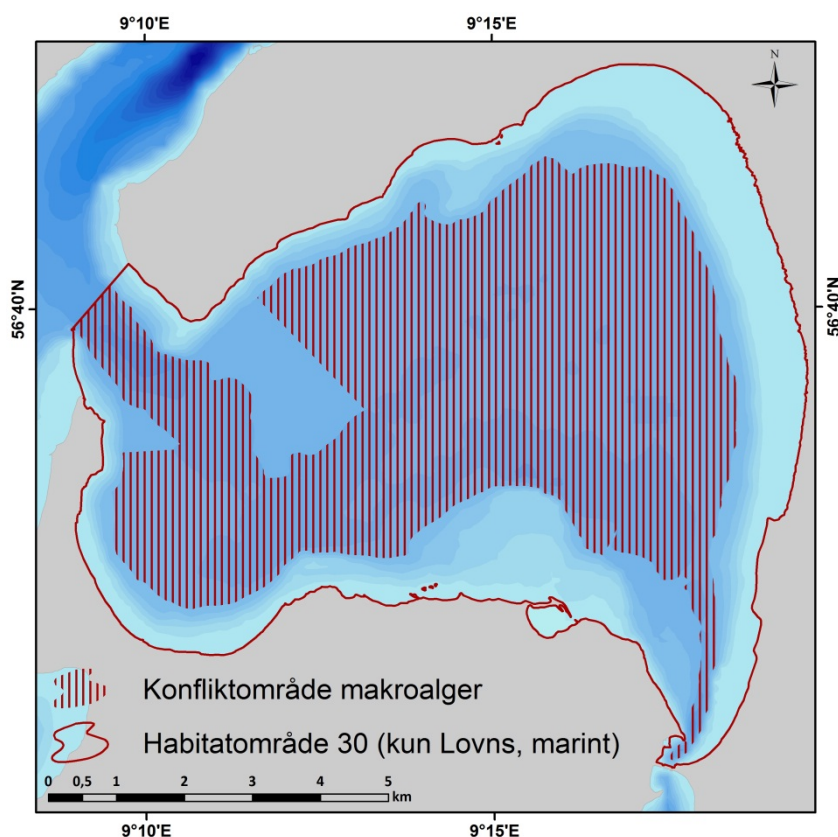 9°10'E 9°15'E
N
56°40'N 56°40'N
Konfliktområde makroalger
Habitatområde 30 (kun Lovns, marint)
0 0,5 1 2 3 4 5
km
9°10'E 9°15'E